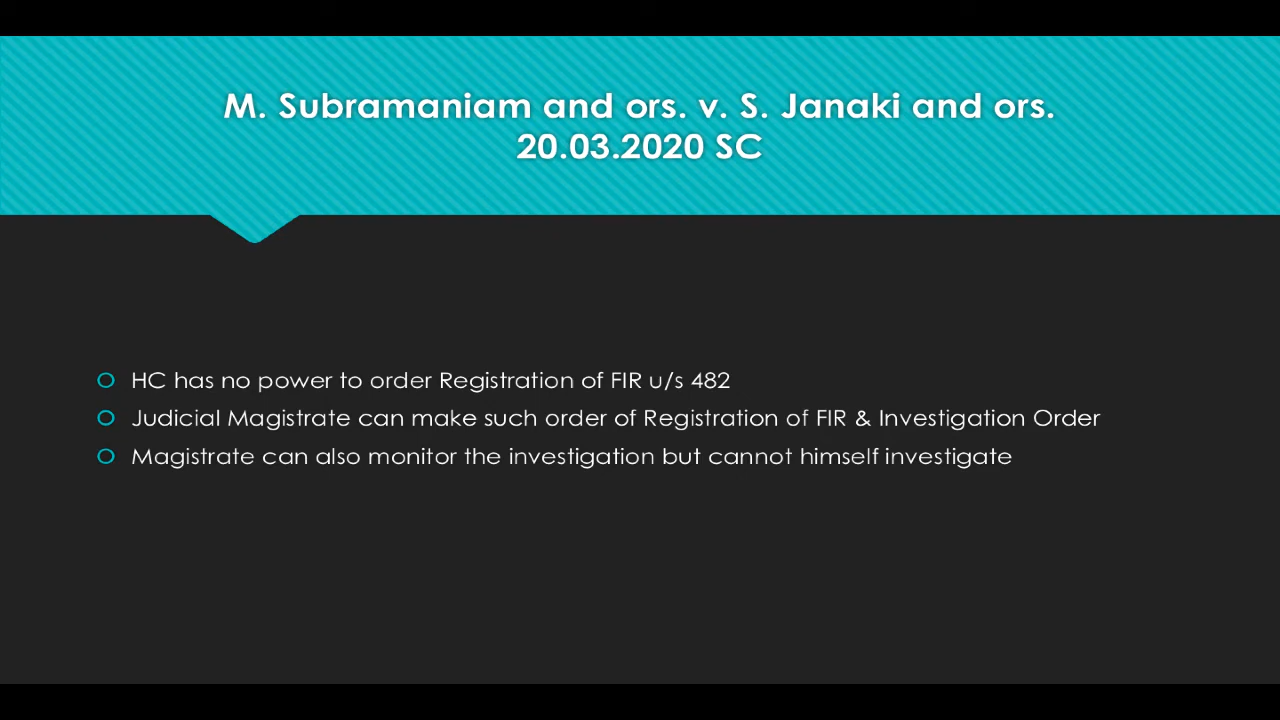 M. Subramaniam and ors. v. S. Janaki and ors.
20.03.2020 SC
HC has no power to order Registration of FIR u/s 482
Judicial Magistrate can make such order of Registration of FIR & Investigation Order
Magistrate can also monitor the investigation but cannot himself investigate